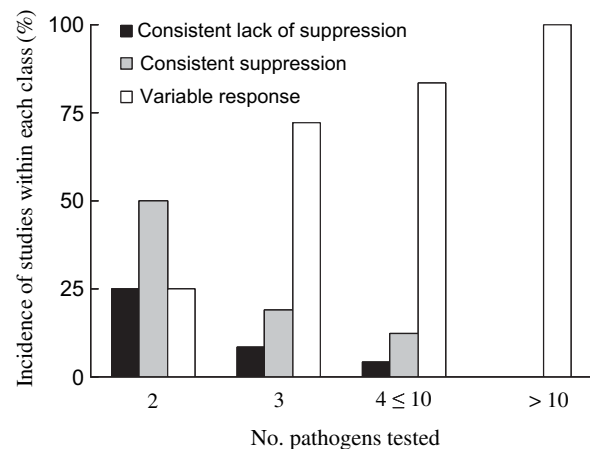 Incidence of studies within each class (%)
100
75
50
25
0
Consistent lack of suppression
Consistent suppression
Variable response
2
3
4 ≤ 10
> 10
No. pathogens tested